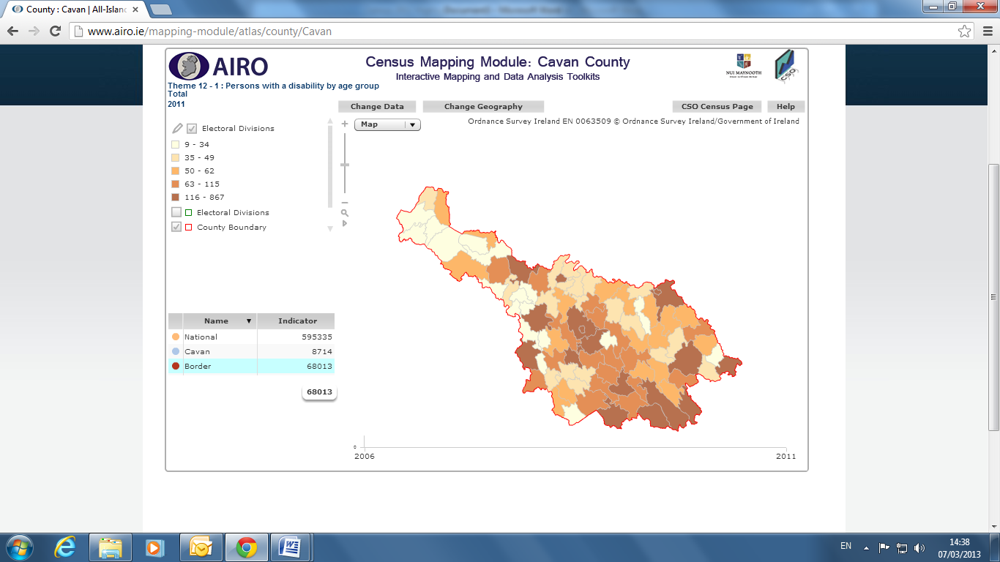 County : Cavan | All-Islan
www.airo.ie/mapping-module/atlas/county/Cavan
AIRO
Census Mapping Module: Cavan County
Interactive Mapping and Data Analysis Toolkits
NUI MAYNOOTH
CSO
Theme 12 - 1 : Persons with a disability by age group
Total
2011
Change Data
Change Geography
CSO Census Page
Help
Map
Ordnance Survey Ireland EN 0063509 © Ordnance Survey Ireland/Government of Ireland
Electoral Divisions
9 - 34
35 - 49
50 - 62
63 - 115
116 - 867
Electoral Divisions
County Boundary
Name Indicator
National 595335
Cavan 8714
Border 68013
68013
0
2006 2011
EN
14:38
07/03/2013